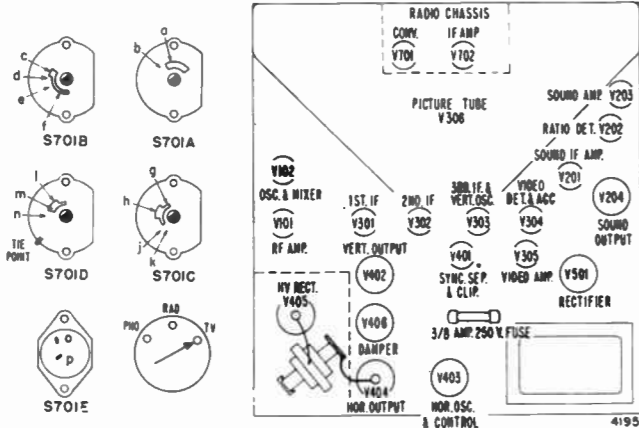 c
d
e
f
S701B
a
b
S701A
l
m
n
TIE
POINT
S701D
g
h
j
k
S701C
o
p
S701E
PHO
RAD
TV
RADIO CHASSIS
CONV.
IF AMP
V701
V702
PICTURE TUBE
V306
SOUND AMP.
V203
RATIO DET.
V202
SOUND IF AMP.
V201
V204
SOUND
OUTPUT
V102
OSC. & MIXER
V101
RF AMP.
1ST. IF
V301
2ND. IF
V302
3RD. IF &
VERT. OSC.
V303
VIDEO
DET. & AGC
V304
VERT. OUTPUT
V402
V401
SYNC. SEP.
& CLIP.
V305
VIDEO AMP.
V501
RECTIFIER
HV RECT.
V405
V406
DAMPER
3/8 AMP. 250 V. FUSE
V404
HOR. OUTPUT
V403
HOR. OSC.
& CONTROL
4195